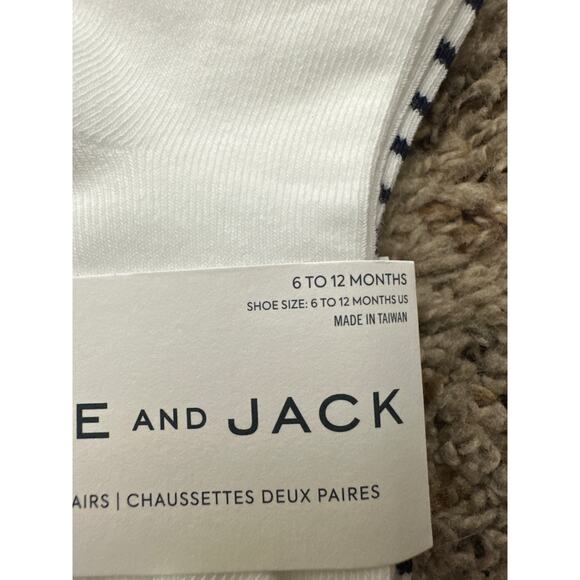 6 TO 12 MONTHS
SHOE SIZE: 6 TO 12 MONTHS US
MADE IN TAIWAN
E AND JACK
AIRS | CHAUSSETTES DEUX PAIRES